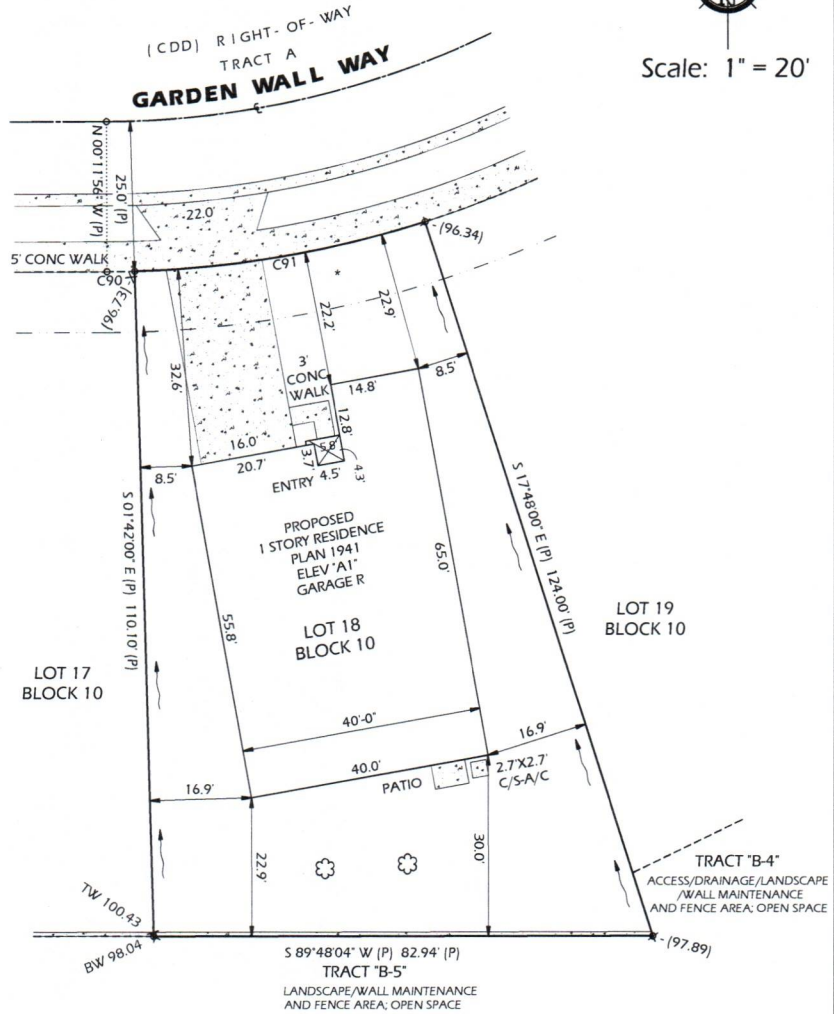 (CDD) RIGHT-OF-WAY
TRACT A
GARDEN WALL WAY
N
Scale: 1" = 20'
N 00°11'56" W (P)
25.0' (P)
22.0'
5' CONC WALK
C90
(96.73)
C91
*
(96.34)
32.6'
22.2'
22.9'
3'
CONC
WALK
14.8'
8.5'
12.8'
16.0'
20.7'
8.5'
5.8'
3.7'
4.3'
ENTRY 4.5'
S 01°42'00" E (P) 110.10' (P)
S 17°48'00" E (P) 124.00' (P)
PROPOSED
1 STORY RESIDENCE
PLAN 1941
ELEV "A1"
GARAGE R
65.0'
55.8'
LOT 18
BLOCK 10
LOT 19
BLOCK 10
LOT 17
BLOCK 10
40'-0"
40.0'
16.9'
16.9'
PATIO
2.7'X2.7'
C/S-A/C
22.9'
30.0'
TRACT "B-4"
ACCESS/DRAINAGE/LANDSCAPE
/WALL MAINTENANCE
AND FENCE AREA; OPEN SPACE
TW 100.43
BW 98.04
(97.89)
S 89°48'04" W (P) 82.94' (P)
TRACT "B-5"
LANDSCAPE/WALL MAINTENANCE
AND FENCE AREA; OPEN SPACE